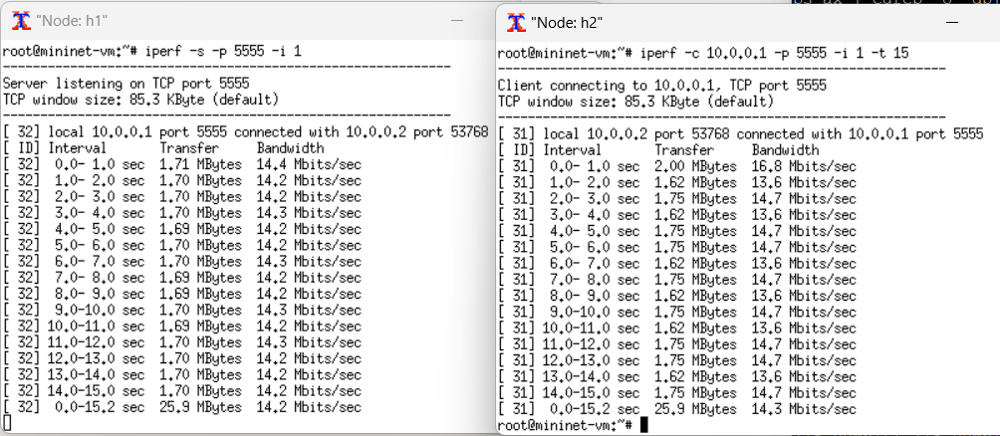 "Node: h1"
root@mininet-vm:~# iperf -s -p 5555 -i 1
------------------------------------------------------------
Server listening on TCP port 5555
TCP window size: 85.3 KByte (default)
------------------------------------------------------------
[ 32] local 10.0.0.1 port 5555 connected with 10.0.0.2 port 53768
[ ID] Interval       Transfer     Bandwidth
[ 32]  0.0- 1.0 sec  1.71 MBytes  14.4 Mbits/sec
[ 32]  1.0- 2.0 sec  1.70 MBytes  14.2 Mbits/sec
[ 32]  2.0- 3.0 sec  1.70 MBytes  14.2 Mbits/sec
[ 32]  3.0- 4.0 sec  1.70 MBytes  14.3 Mbits/sec
[ 32]  4.0- 5.0 sec  1.69 MBytes  14.2 Mbits/sec
[ 32]  5.0- 6.0 sec  1.70 MBytes  14.2 Mbits/sec
[ 32]  6.0- 7.0 sec  1.70 MBytes  14.3 Mbits/sec
[ 32]  7.0- 8.0 sec  1.69 MBytes  14.2 Mbits/sec
[ 32]  8.0- 9.0 sec  1.69 MBytes  14.2 Mbits/sec
[ 32]  9.0-10.0 sec  1.70 MBytes  14.3 Mbits/sec
[ 32] 10.0-11.0 sec  1.69 MBytes  14.2 Mbits/sec
[ 32] 11.0-12.0 sec  1.70 MBytes  14.3 Mbits/sec
[ 32] 12.0-13.0 sec  1.70 MBytes  14.2 Mbits/sec
[ 32] 13.0-14.0 sec  1.70 MBytes  14.2 Mbits/sec
[ 32] 14.0-15.0 sec  1.70 MBytes  14.2 Mbits/sec
[ 32]  0.0-15.2 sec  25.9 MBytes  14.2 Mbits/sec
"Node: h2"
root@mininet-vm:~# iperf -c 10.0.0.1 -p 5555 -i 1 -t 15
------------------------------------------------------------
Client connecting to 10.0.0.1, TCP port 5555
TCP window size: 85.3 KByte (default)
------------------------------------------------------------
[ 31] local 10.0.0.2 port 53768 connected with 10.0.0.1 port 5555
[ ID] Interval       Transfer     Bandwidth
[ 31]  0.0- 1.0 sec  2.00 MBytes  16.8 Mbits/sec
[ 31]  1.0- 2.0 sec  1.62 MBytes  13.6 Mbits/sec
[ 31]  2.0- 3.0 sec  1.75 MBytes  14.7 Mbits/sec
[ 31]  3.0- 4.0 sec  1.62 MBytes  13.6 Mbits/sec
[ 31]  4.0- 5.0 sec  1.75 MBytes  14.7 Mbits/sec
[ 31]  5.0- 6.0 sec  1.75 MBytes  14.7 Mbits/sec
[ 31]  6.0- 7.0 sec  1.62 MBytes  13.6 Mbits/sec
[ 31]  7.0- 8.0 sec  1.75 MBytes  14.7 Mbits/sec
[ 31]  8.0- 9.0 sec  1.62 MBytes  13.6 Mbits/sec
[ 31]  9.0-10.0 sec  1.75 MBytes  14.7 Mbits/sec
[ 31] 10.0-11.0 sec  1.62 MBytes  13.6 Mbits/sec
[ 31] 11.0-12.0 sec  1.75 MBytes  14.7 Mbits/sec
[ 31] 12.0-13.0 sec  1.75 MBytes  14.7 Mbits/sec
[ 31] 13.0-14.0 sec  1.62 MBytes  13.6 Mbits/sec
[ 31] 14.0-15.0 sec  1.75 MBytes  14.7 Mbits/sec
[ 31]  0.0-15.2 sec  25.9 MBytes  14.3 Mbits/sec
root@mininet-vm:~#